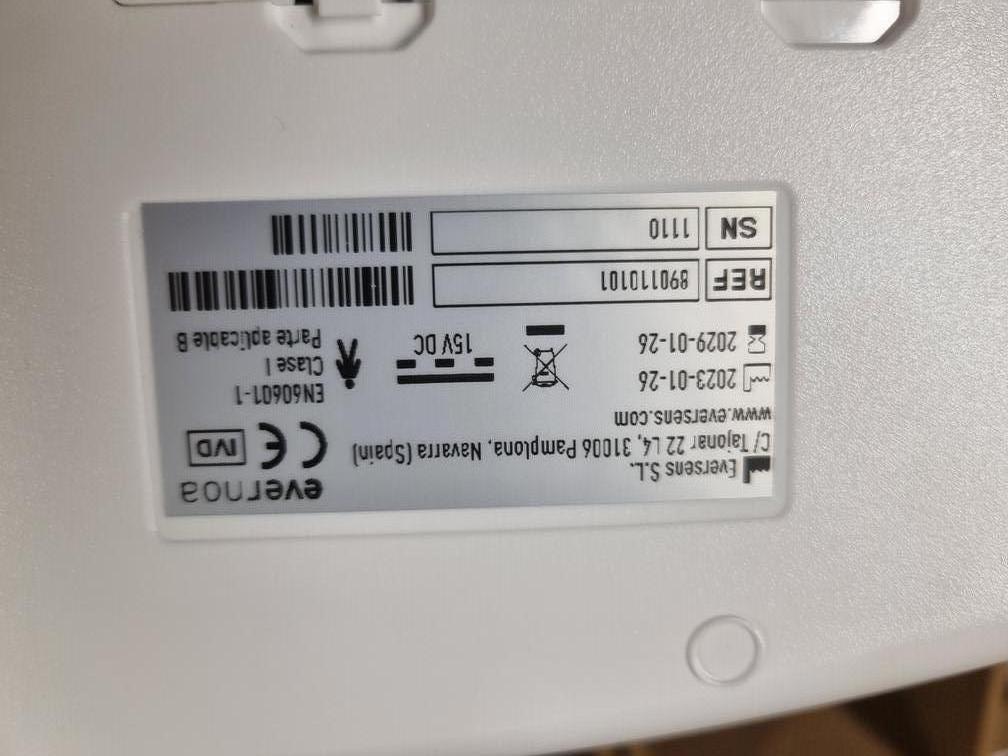 Eversens S.L.
C/ Tajonar 22 L4, 31006 Pamplona, Navarra (Spain)
www.eversens.com
2023-01-26
2029-01-26
REF 890110101
SN 1110
evernoa
CE IVD
EN60601-1
Clase I
Parte aplicable B
15V DC